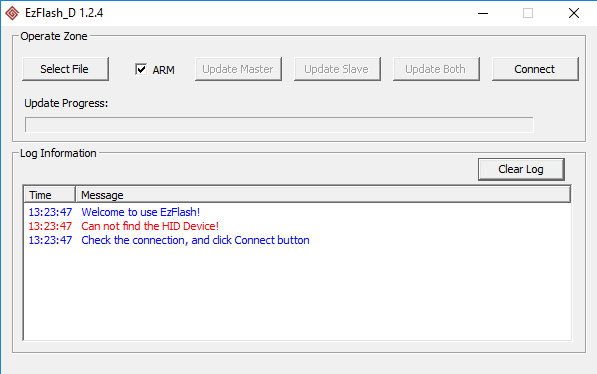 EzFlash_D 1.2.4
Operate Zone
Select File ARM Update Master Update Slave Update Both Connect
Update Progress:
Log Information
Clear Log
Time Message
13:23:47 Welcome to use EzFlash!
13:23:47 Can not find the HID Device!
13:23:47 Check the connection, and click Connect button